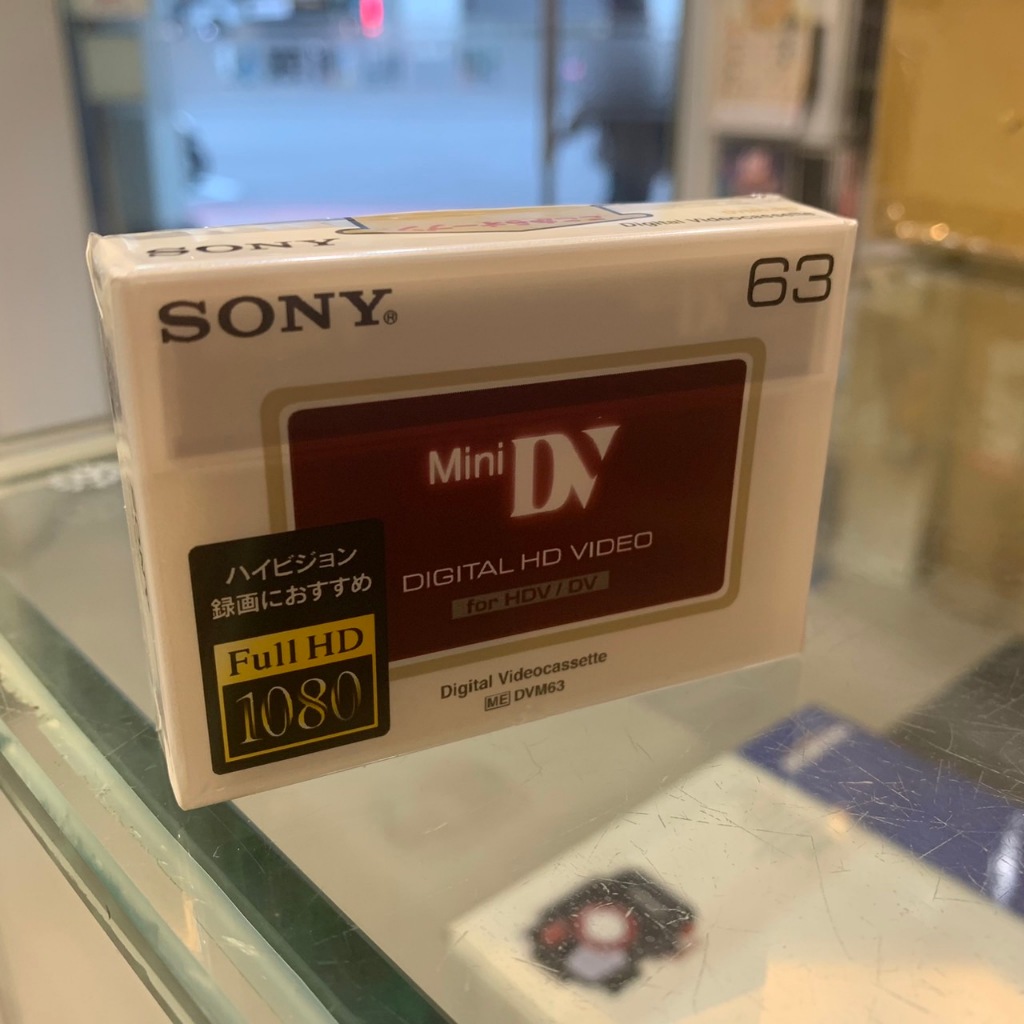 SONY
Digital Videocassette
SONY®
63
Mini DV
DIGITAL HD VIDEO
for HDV/DV
ハイビジョン
録画におすすめ
Full HD
1080
Digital Videocassette
ME DVM63